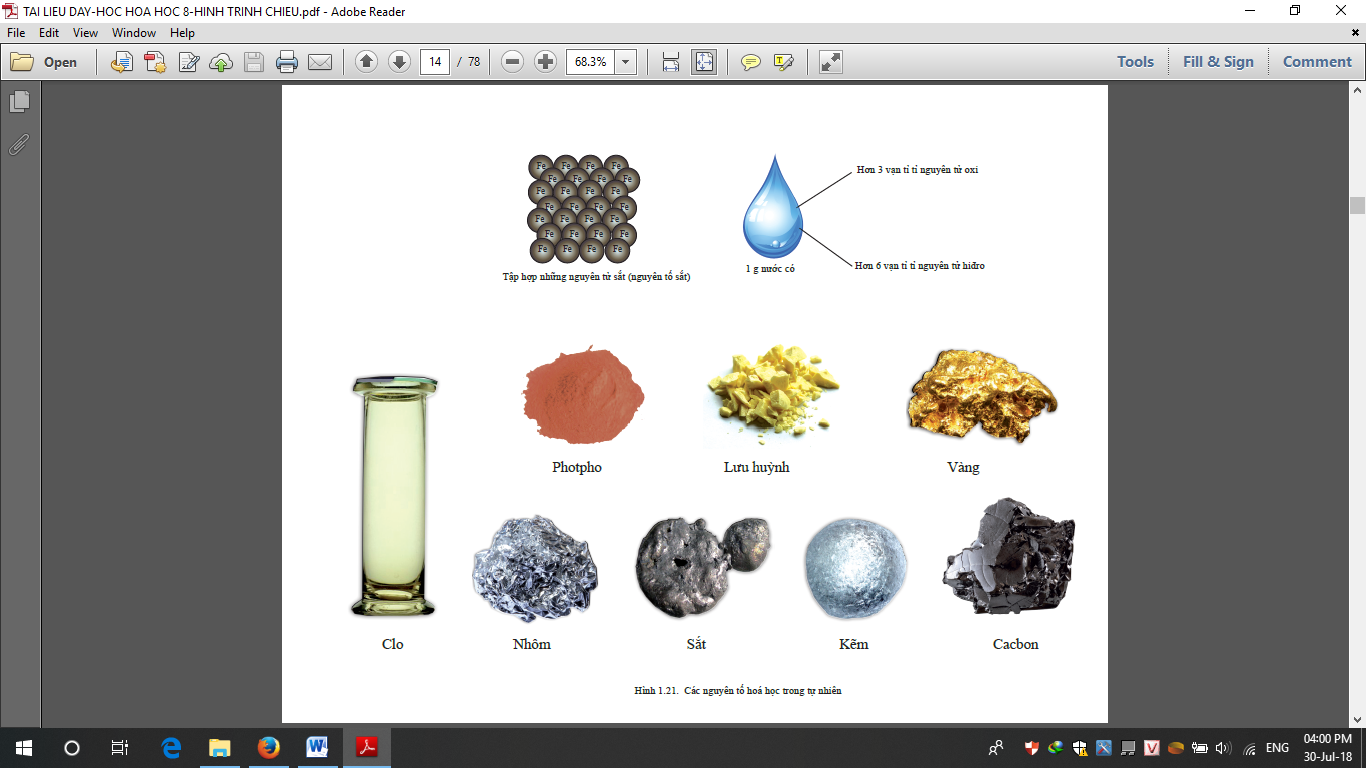 TAI LIEU DAY-HOC HOA HOC 8-HINH TRINH CHIEU.pdf - Adobe Reader
File Edit View Window Help
Open 14 / 78 68.3% Tools Fill & Sign Comment
Fe Fe Fe Fe
Fe Fe Fe Fe
Fe Fe Fe Fe
Fe Fe Fe Fe
Fe Fe Fe Fe
Fe Fe Fe Fe
Fe Fe Fe Fe
Tập hợp những nguyên tử sắt (nguyên tố sắt)
Hơn 3 vạn tỉ tỉ nguyên tử oxi
1 g nước có
Hơn 6 vạn tỉ tỉ nguyên tử hiđro
Photpho
Lưu huỳnh
Vàng
Clo
Nhôm
Sắt
Kẽm
Cacbon
Hình 1.21. Các nguyên tố hoá học trong tự nhiên
ENG
04:00 PM
30-Jul-18